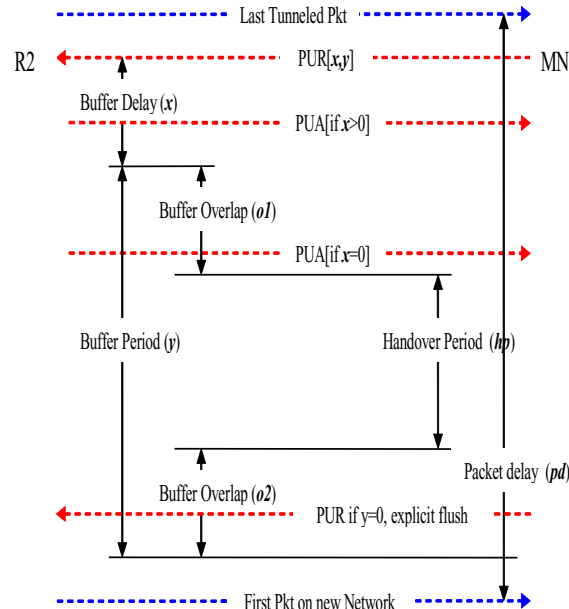 Last Tunneled Pkt
R2
PUR[x,y]
MN
Buffer Delay (x)
PUA[if x>0]
Buffer Overlap (o1)
PUA[if x=0]
Buffer Period (y)
Handover Period (hp)
Packet delay (pd)
Buffer Overlap (o2)
PUR if y=0, explicit flush
First Pkt on new Network